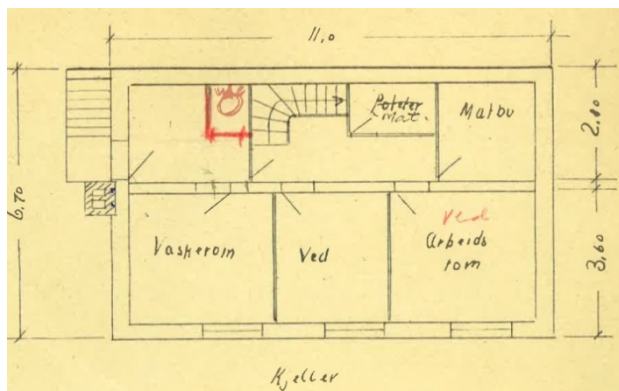 11,0
Poteter
Mat.
Matbu
2.80
6,70
Vaskerom
Ved
Ved
Arbeids
rom
3,60
Kjeller